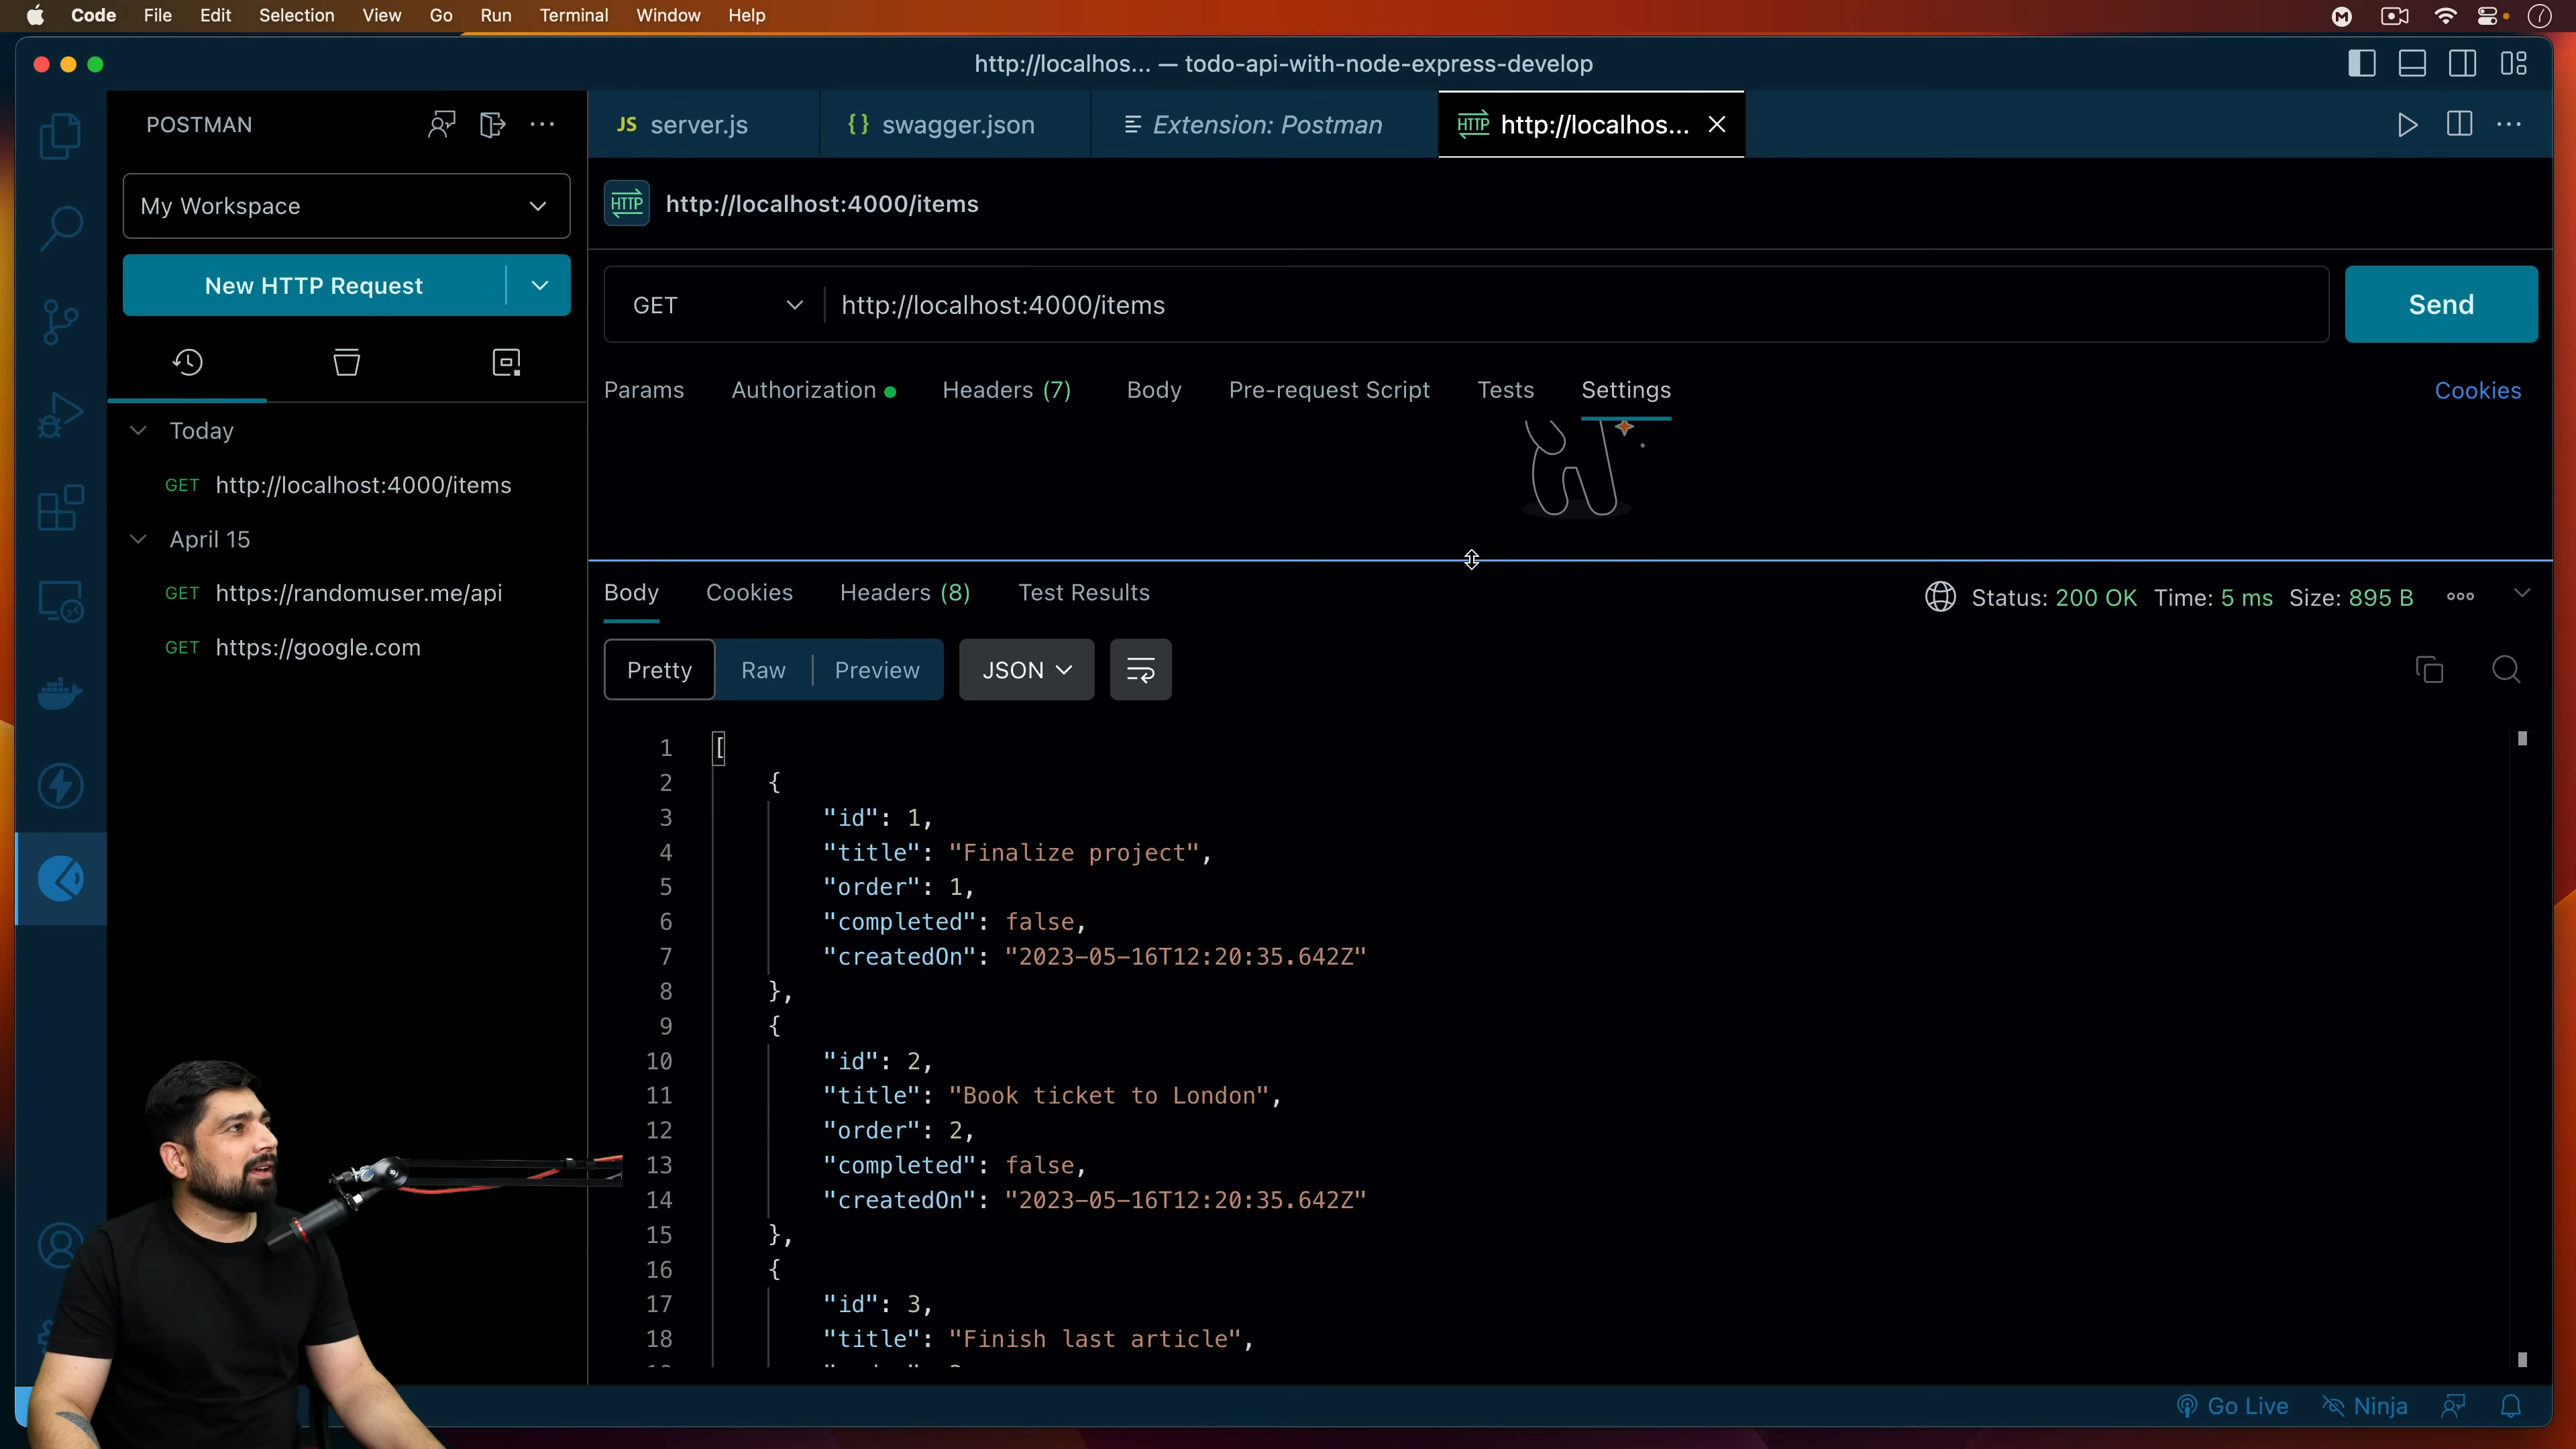 Code File Edit Selection View Go Run Terminal Window Help
http://localhos... — todo-api-with-node-express-develop
POSTMAN
JS server.js
{} swagger.json
Extension: Postman
HTTP http://localhos...
My Workspace
HTTP http://localhost:4000/items
New HTTP Request
GET http://localhost:4000/items
Send
Params Authorization Headers (7) Body Pre-request Script Tests Settings
Cookies
Today
GET http://localhost:4000/items
April 15
GET https://randomuser.me/api
GET https://google.com
Body Cookies Headers (8) Test Results
Status: 200 OK Time: 5 ms Size: 895 B
Pretty Raw Preview JSON
1 [
2 {
3 "id": 1,
4 "title": "Finalize project",
5 "order": 1,
6 "completed": false,
7 "createdOn": "2023-05-16T12:20:35.642Z"
8 },
9 {
10 "id": 2,
11 "title": "Book ticket to London",
12 "order": 2,
13 "completed": false,
14 "createdOn": "2023-05-16T12:20:35.642Z"
15 },
16 {
17 "id": 3,
18 "title": "Finish last article",
Go Live Ninja